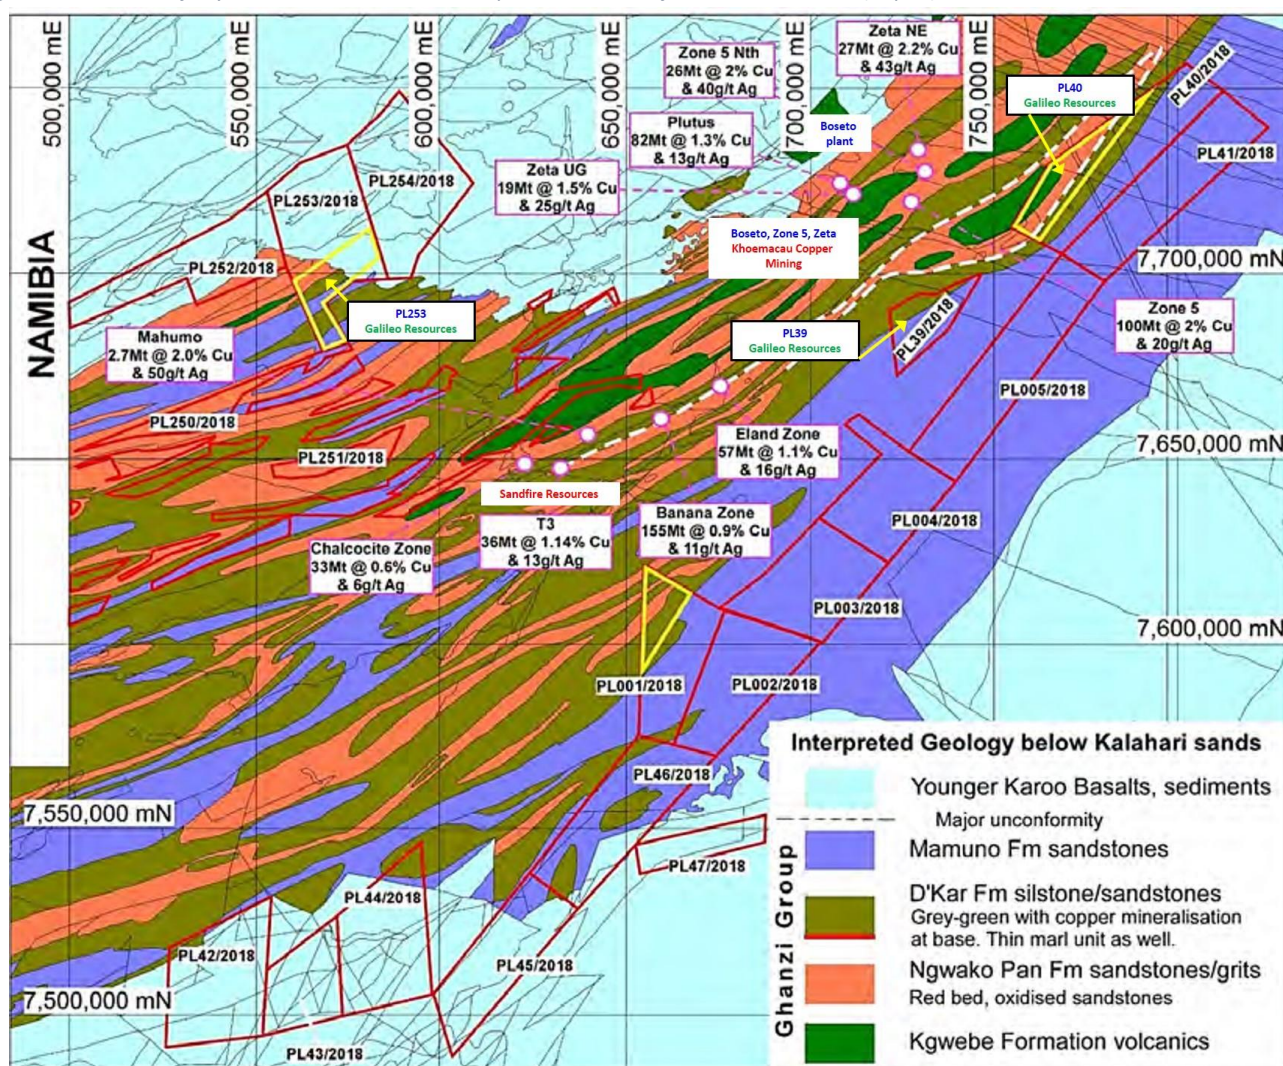 500,000 mE
550,000 mE
600,000 mE
650,000 mE
700,000 mE
750,000 mE
Zeta NE
27Mt @ 2.2% Cu
& 43g/t Ag
Zone 5 Nth
26Mt @ 2% Cu
& 40g/t Ag
PL40
Galileo Resources
PL40/2018
Plutus
82Mt @ 1.3% Cu
& 13g/t Ag
Boseto
plant
PL41/2018
PL254/2018
PL253/2018
Zeta UG
19Mt @ 1.5% Cu
& 25g/t Ag
Boseto, Zone 5, Zeta
Khoemacau Copper
Mining
NAMIBIA
PL252/2018
7,700,000 mN
PL253
Galileo Resources
PL39
Galileo Resources
PL39/2018
Zone 5
100Mt @ 2% Cu
& 20g/t Ag
Mahumo
2.7Mt @ 2.0% Cu
& 50g/t Ag
PL005/2018
PL250/2018
PL251/2018
Eland Zone
57Mt @ 1.1% Cu
& 16g/t Ag
7,650,000 mN
Sandfire Resources
T3
36Mt @ 1.14% Cu
& 13g/t Ag
Banana Zone
155Mt @ 0.9% Cu
& 11g/t Ag
PL004/2018
Chalcocite Zone
33Mt @ 0.6% Cu
& 6g/t Ag
PL003/2018
7,600,000 mN
PL001/2018
PL002/2018
PL46/2018
7,550,000 mN
PL47/2018
PL44/2018
PL42/2018
PL45/2018
7,500,000 mN
PL43/2018
Interpreted Geology below Kalahari sands
Younger Karoo Basalts, sediments
Major unconformity
Ghanzi Group
Mamuno Fm sandstones
D'Kar Fm silstone/sandstones
Grey-green with copper mineralisation
at base. Thin marl unit as well.
Ngwako Pan Fm sandstones/grits
Red bed, oxidised sandstones
Kgwebe Formation volcanics